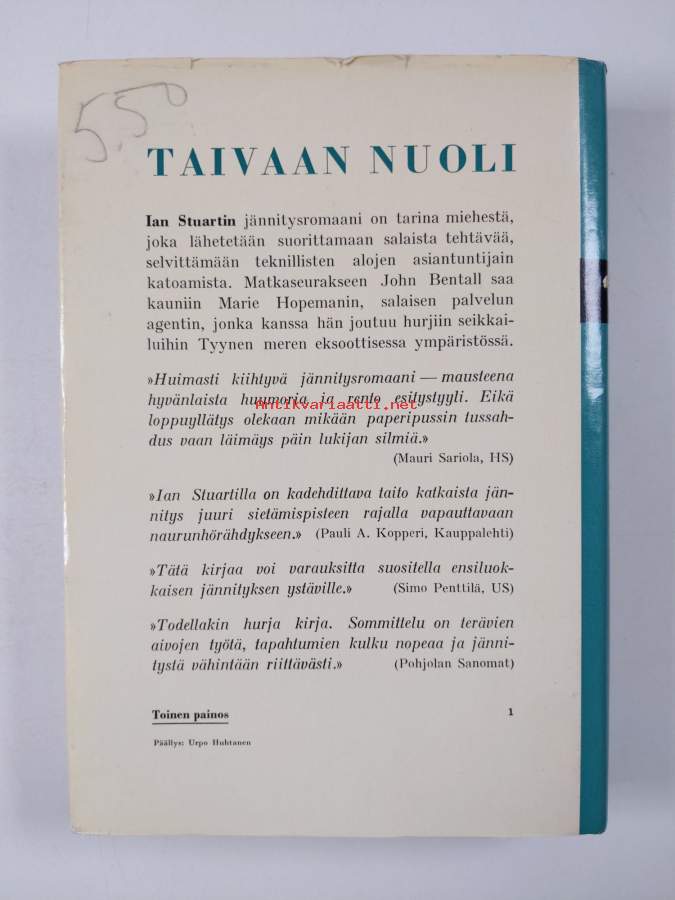 5.50
TAIVAAN NUOLI
Ian Stuartin jännitysromaani on tarina miehestä,
joka lähetetään suorittamaan salaista tehtävää,
selvittämään teknillisten alojen asiantuntijain
katoamista. Matkaseurakseen John Bentall saa
kauniin Marie Hopemanin, salaisen palvelun
agentin, jonka kanssa hän joutuu hurjiin seikkai-
luihin Tyynen meren eksoottisessa ympäristössä.
»Huimasti kiihtyvä jännitysromaani — mausteena
hyvänlaista huumoria ja rento esitystyyli. Eikä
Antikvariaatti.net
loppuyllätys olekaan mikään paperipussin tussah-
dus vaan läimäys päin lukijan silmiä.»
(Mauri Sariola, HS)
»Ian Stuartilla on kadehdittava taito katkaista jän-
nitys juuri sietämispisteen rajalla vapauttavaan
naurunhörähdykseen.» (Pauli A. Kopperi, Kauppalehti)
»Tätä kirjaa voi varauksitta suositella ensiluok-
kaisen jännityksen ystäville.» (Simo Penttilä, US)
»Todellakin hurja kirja. Sommittelu on terävien
aivojen työtä, tapahtumien kulku nopeaa ja jänni-
tystä vähintään riittävästi.» (Pohjolan Sanomat)
Toinen painos 1
Päällys: Urpo Huhtanen